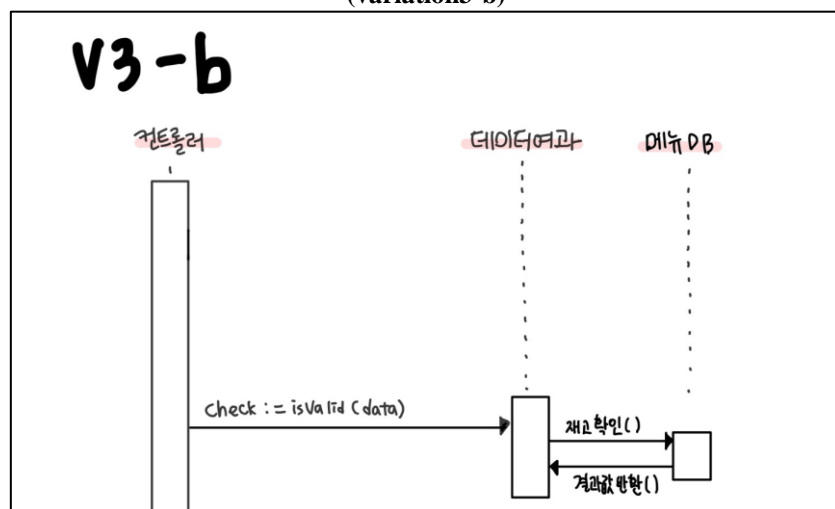 (variation3-b)
V3-b
컨트롤러 데이터여과 메뉴DB
Check := isValid(data)
재고확인()
결과값반환()